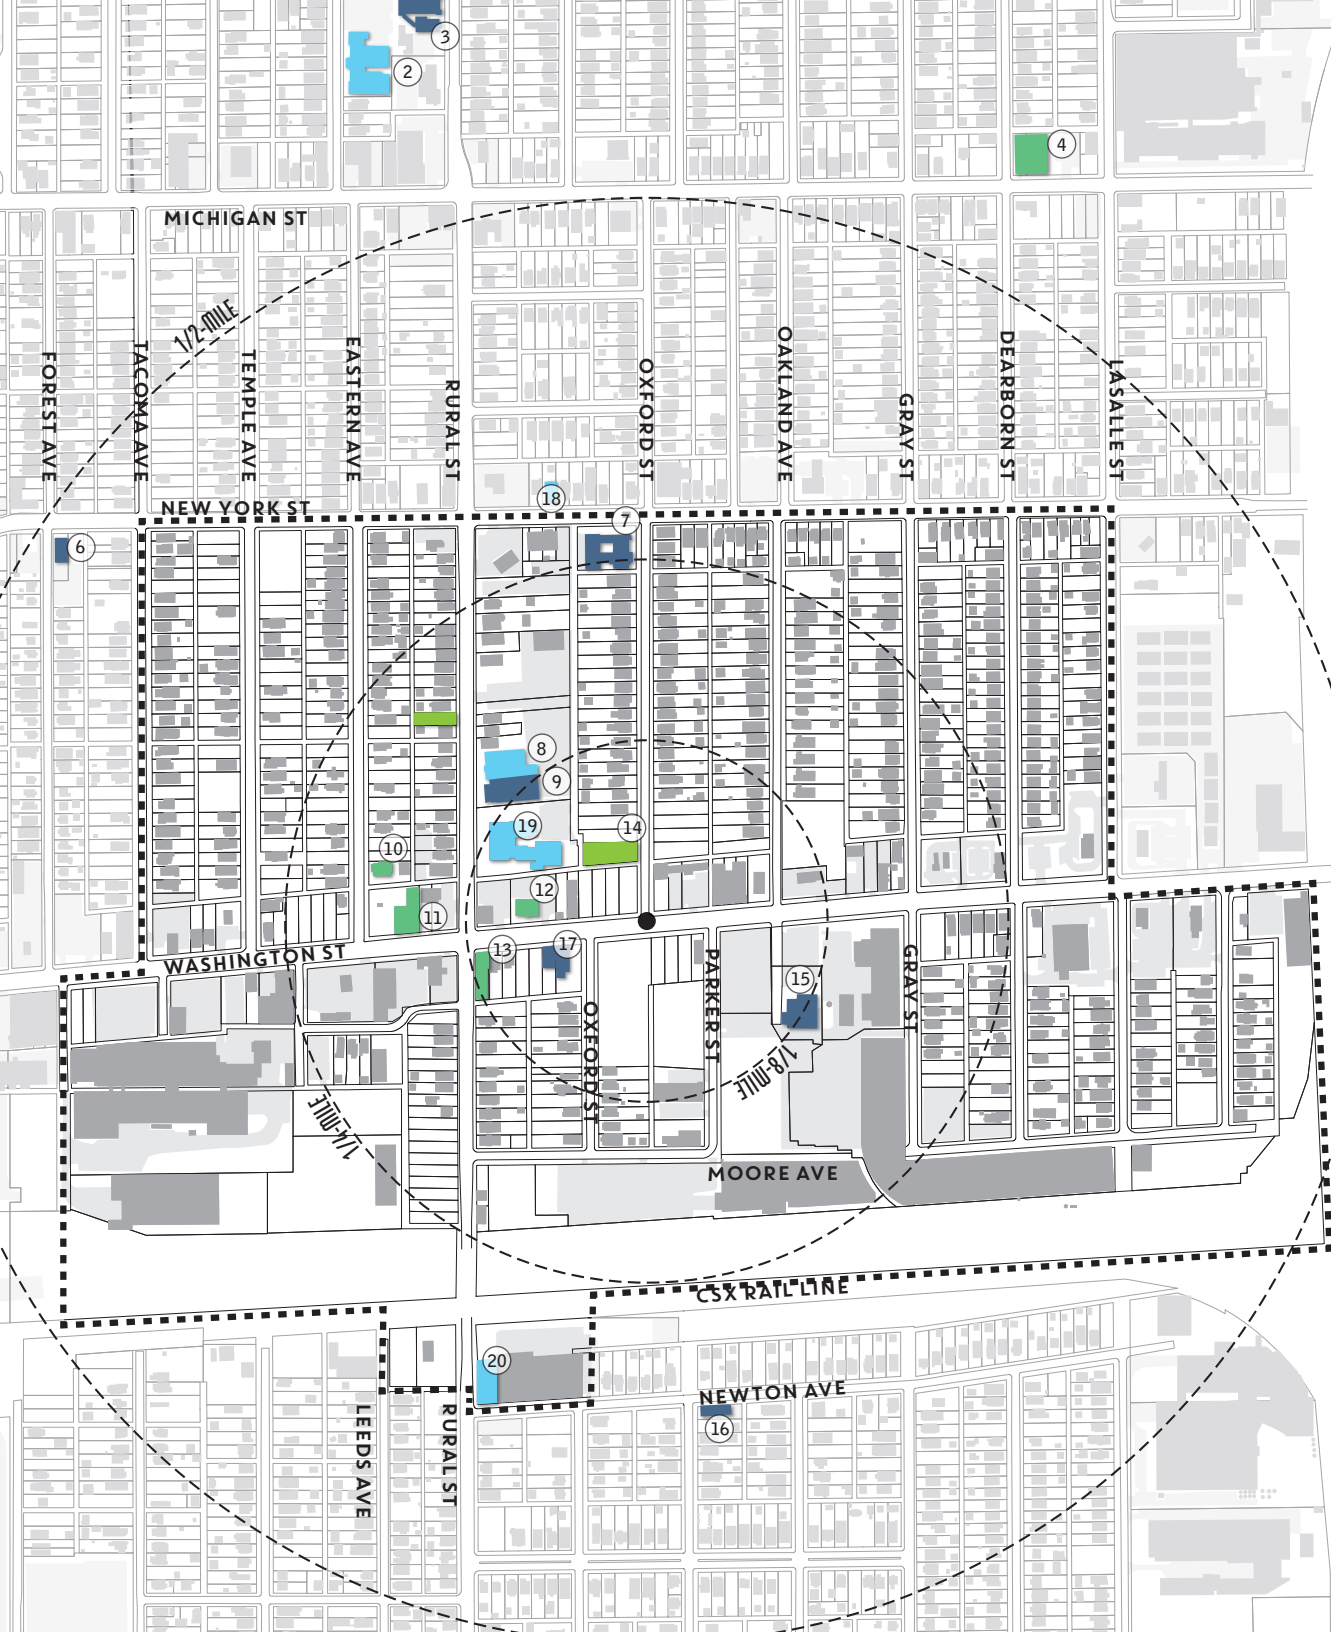 3
2
4
MICHIGAN ST
1/2-MILE
FOREST AVE
TACOMA AVE
TEMPLE AVE
EASTERN AVE
RURAL ST
OXFORD ST
OAKLAND AVE
GRAY ST
DEARBORN ST
LASALLE ST
NEW YORK ST
18
7
6
8
9
19
14
10
12
11
13
17
WASHINGTON ST
15
PARKER ST
GRAY ST
OXFORD ST
1/8-MILE
1/4-MILE
MOORE AVE
CSX RAIL LINE
20
NEWTON AVE
16
LEEDS AVE
RURAL ST